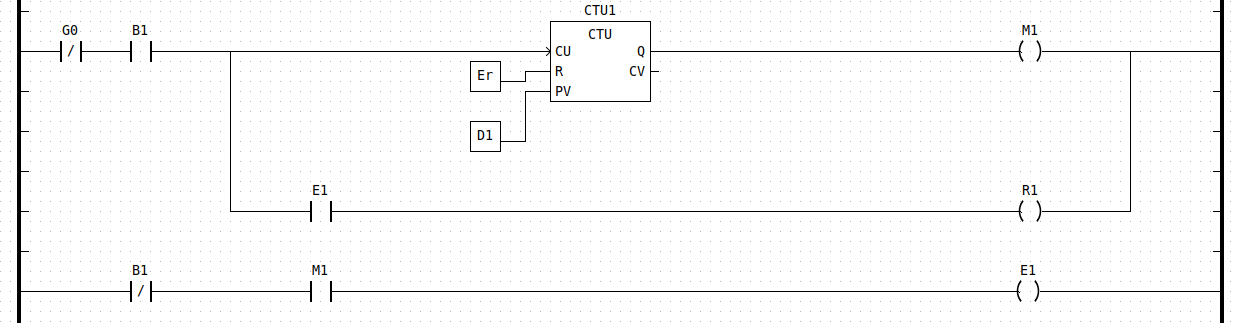 CTU1
G0 B1 CTU M1
/ CU Q
Er R CV
PV
D1
E1 R1
B1 M1 E1
/